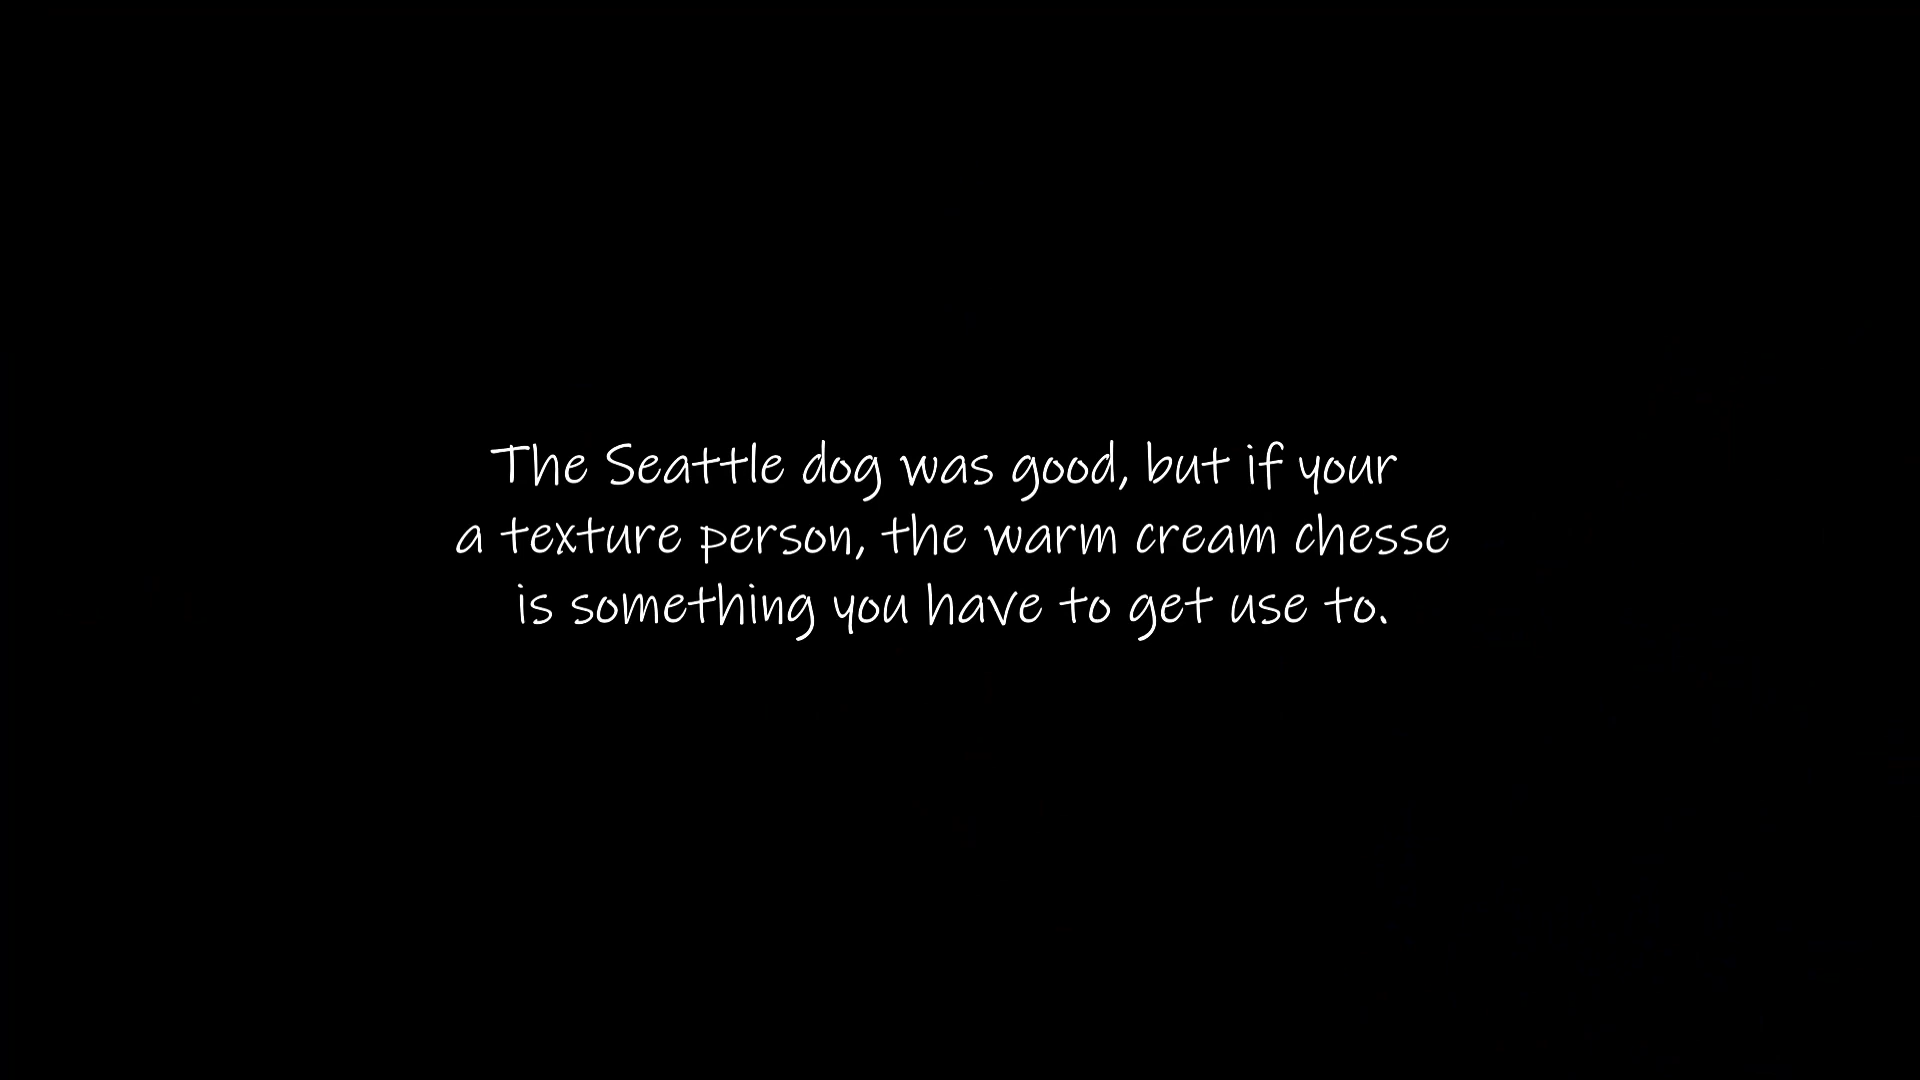 The Seattle dog was good, but if your
a texture person, the warm cream chesse
is something you have to get use to.